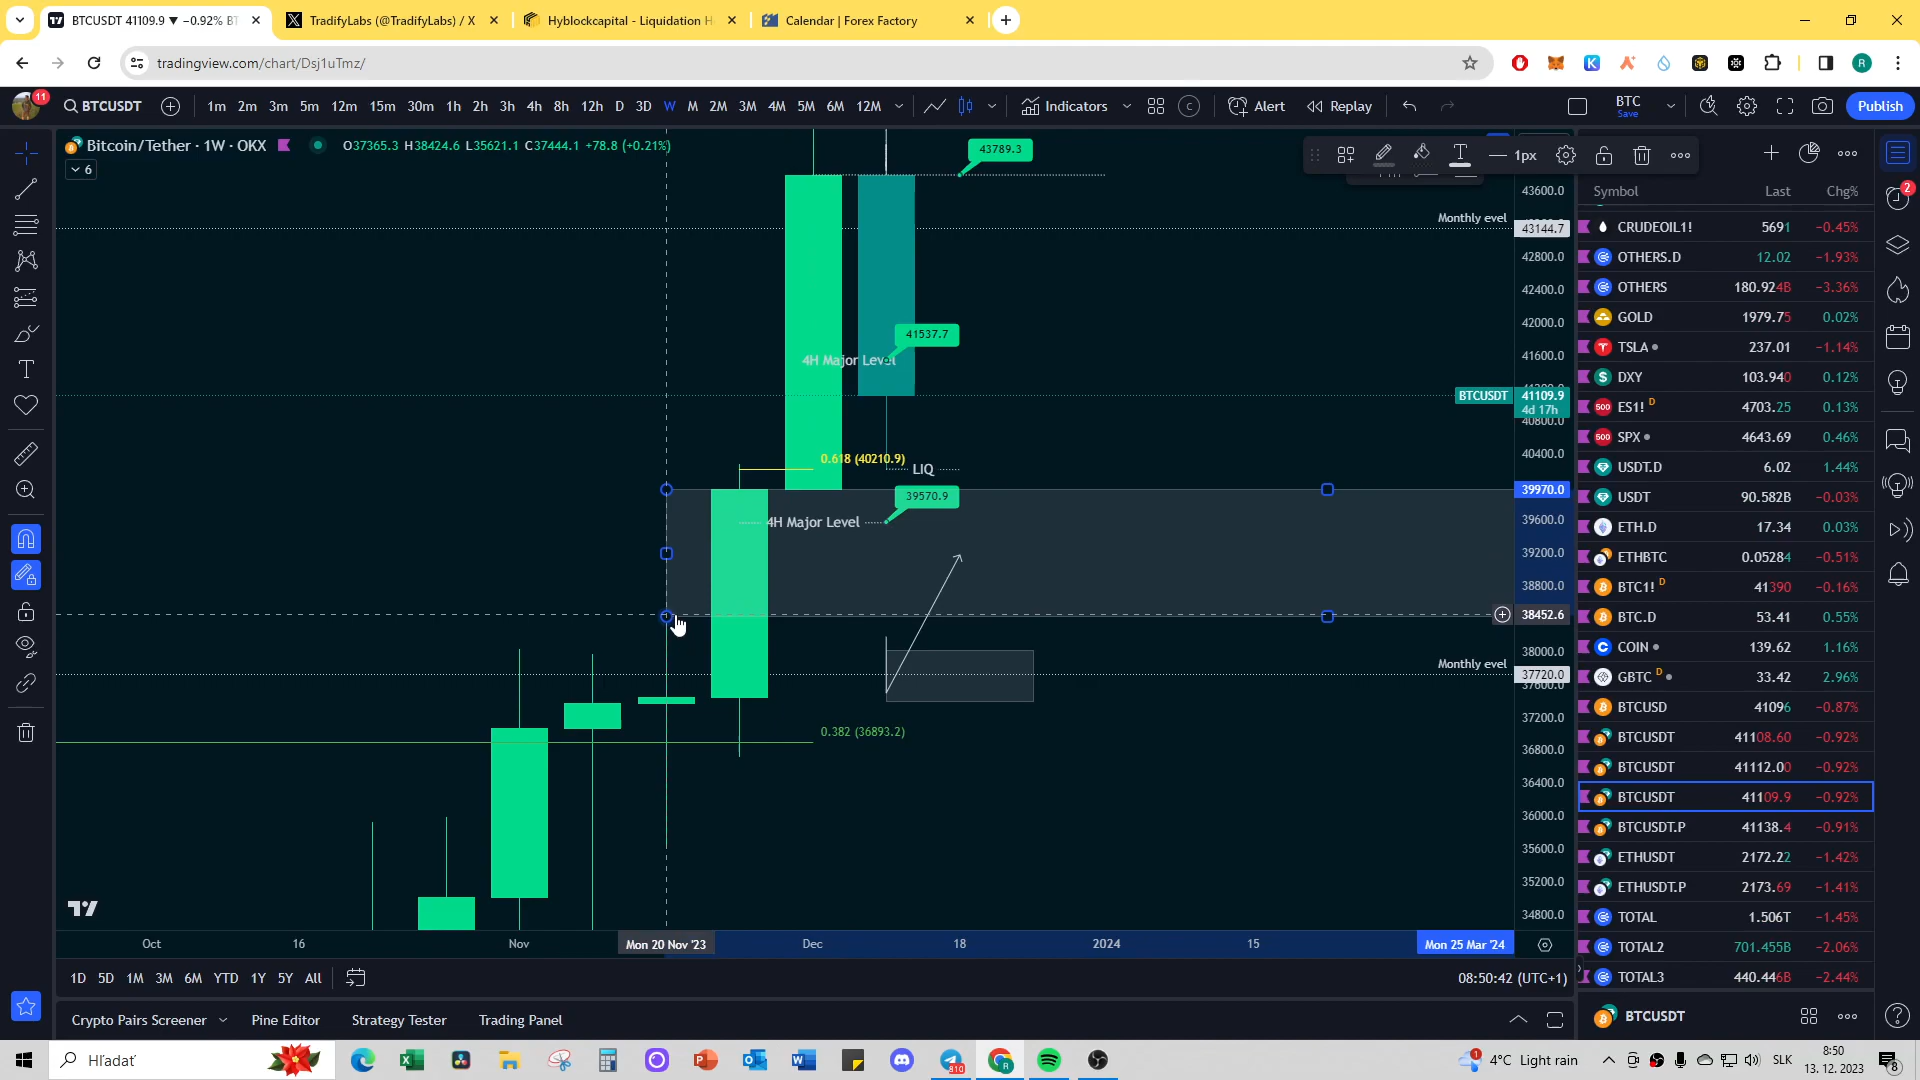 BTCUSDT 41109.9 ▼ −0.92% BT
TradifyLabs (@TradifyLabs) / X
Hyblockcapital - Liquidation H
Calendar | Forex Factory
tradingview.com/chart/Dsj1uTmz/
R
11
BTCUSDT
1m 2m 3m 5m 12m 15m 30m 1h 2h 3h 4h 8h 12h D 3D W M 2M 3M 4M 5M 6M 12M
Indicators
Alert
Replay
BTC
Save
Publish
Bitcoin/Tether · 1W · OKX
O37365.3 H38424.6 L35621.1 C37444.1 +78.8 (+0.21%)
6
1px
43789.3
Monthly evel
41537.7
4H Major Level
0.618 (40210.9)
LIQ
39570.9
4H Major Level
Monthly evel
0.382 (36893.2)
43600.0
43144.7
42800.0
42400.0
42000.0
41600.0
BTCUSDT 41109.9
4d 17h
40800.0
40400.0
39970.0
39600.0
39200.0
38800.0
38452.6
38000.0
37720.0
37600.0
37200.0
36800.0
36400.0
36000.0
35600.0
35200.0
34800.0
Oct 16 Nov Mon 20 Nov '23 Dec 18 2024 15 Mon 25 Mar '24
1D 5D 1M 3M 6M YTD 1Y 5Y All
08:50:42 (UTC+1)
Crypto Pairs Screener Pine Editor Strategy Tester Trading Panel
Symbol Last Chg%
CRUDEOIL1! 5691 −0.45%
OTHERS.D 12.02 −1.93%
OTHERS 180.924B −3.36%
GOLD 1979.75 0.02%
TSLA 237.01 −1.14%
DXY 103.940 0.12%
ES1! D 4703.25 0.13%
SPX 4643.69 0.46%
USDT.D 6.02 1.44%
USDT 90.582B −0.03%
ETH.D 17.34 0.03%
ETHBTC 0.05284 −0.51%
BTC1! D 41390 −0.16%
BTC.D 53.41 0.55%
COIN 139.62 1.16%
GBTC D 33.42 2.96%
BTCUSD 41096 −0.87%
BTCUSDT 41108.60 −0.92%
BTCUSDT 41112.00 −0.92%
BTCUSDT 41109.9 −0.92%
BTCUSDT.P 41138.4 −0.91%
ETHUSDT 2172.22 −1.42%
ETHUSDT.P 2173.69 −1.41%
TOTAL 1.506T −1.45%
TOTAL2 701.455B −2.06%
TOTAL3 440.446B −2.44%
BTCUSDT
2
Hľadať
810
4°C Light rain
SLK
8:50
13. 12. 2023
8